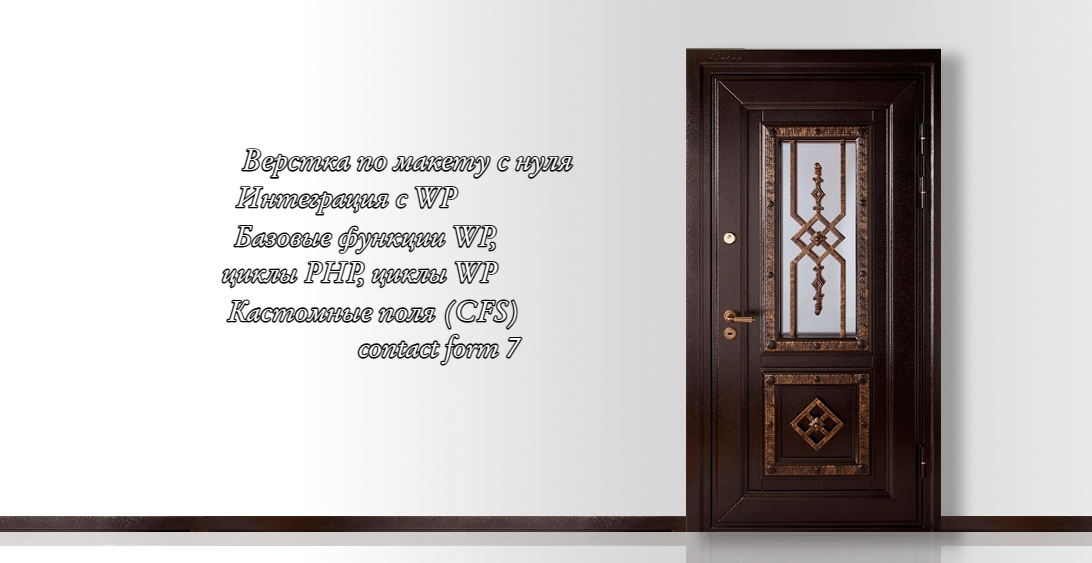 Верстка по макету с нуля
Интеграция с WP
Базовые функции WP,
циклы PHP, циклы WP
Кастомные поля (CFS)
contact form 7